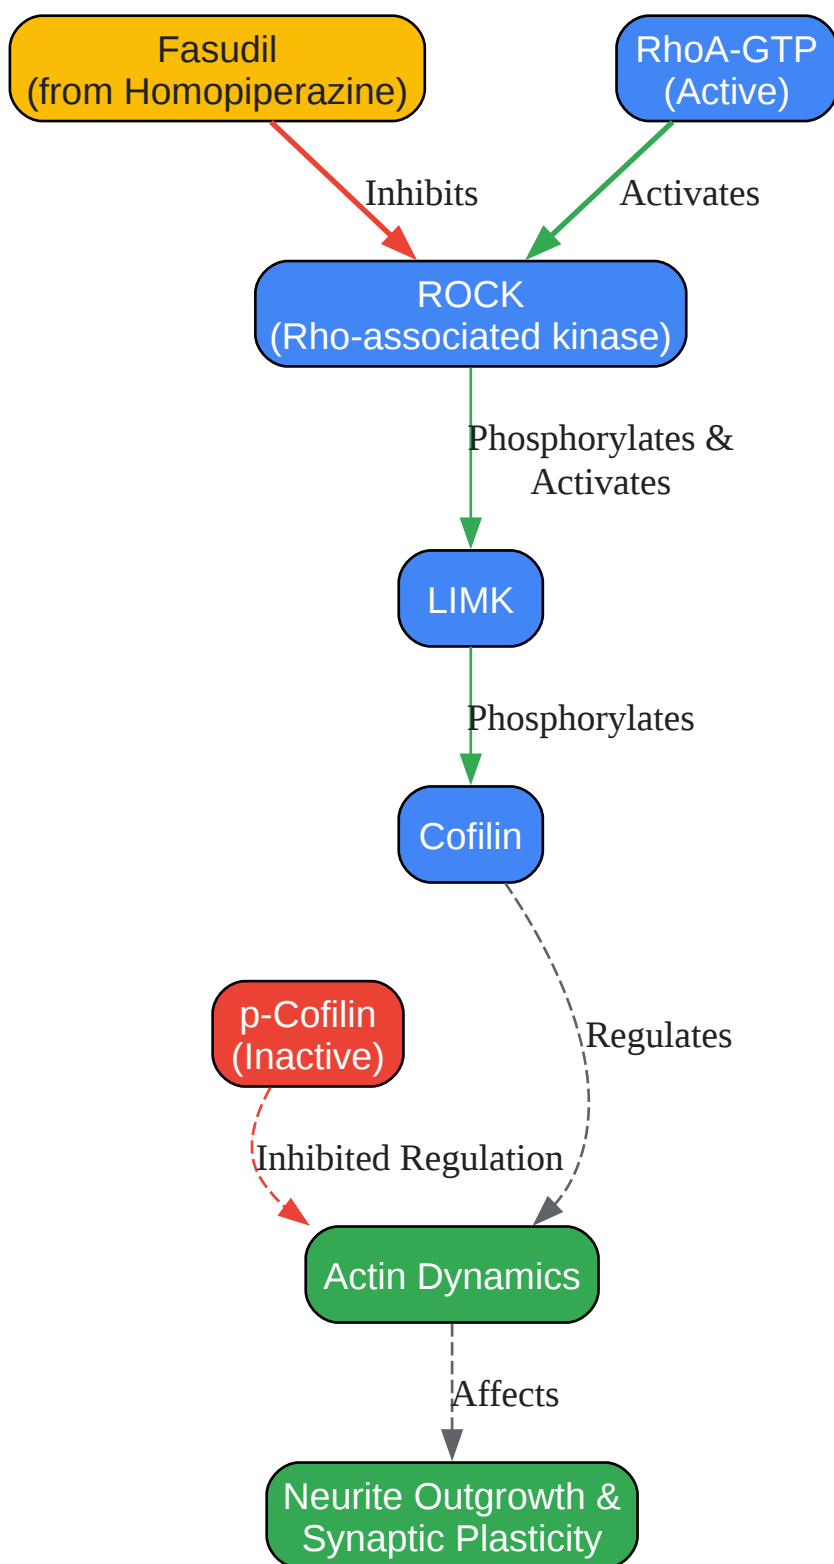 Fasudil
(from Homopiperazine)
RhoA-GTP
(Active)
Inhibits
Activates
ROCK
(Rho-associated kinase)
Phosphorylates &
Activates
LIMK
Phosphorylates
Cofilin
p-Cofilin
(Inactive)
Regulates
Inhibited Regulation
Actin Dynamics
Affects
Neurite Outgrowth &
Synaptic Plasticity